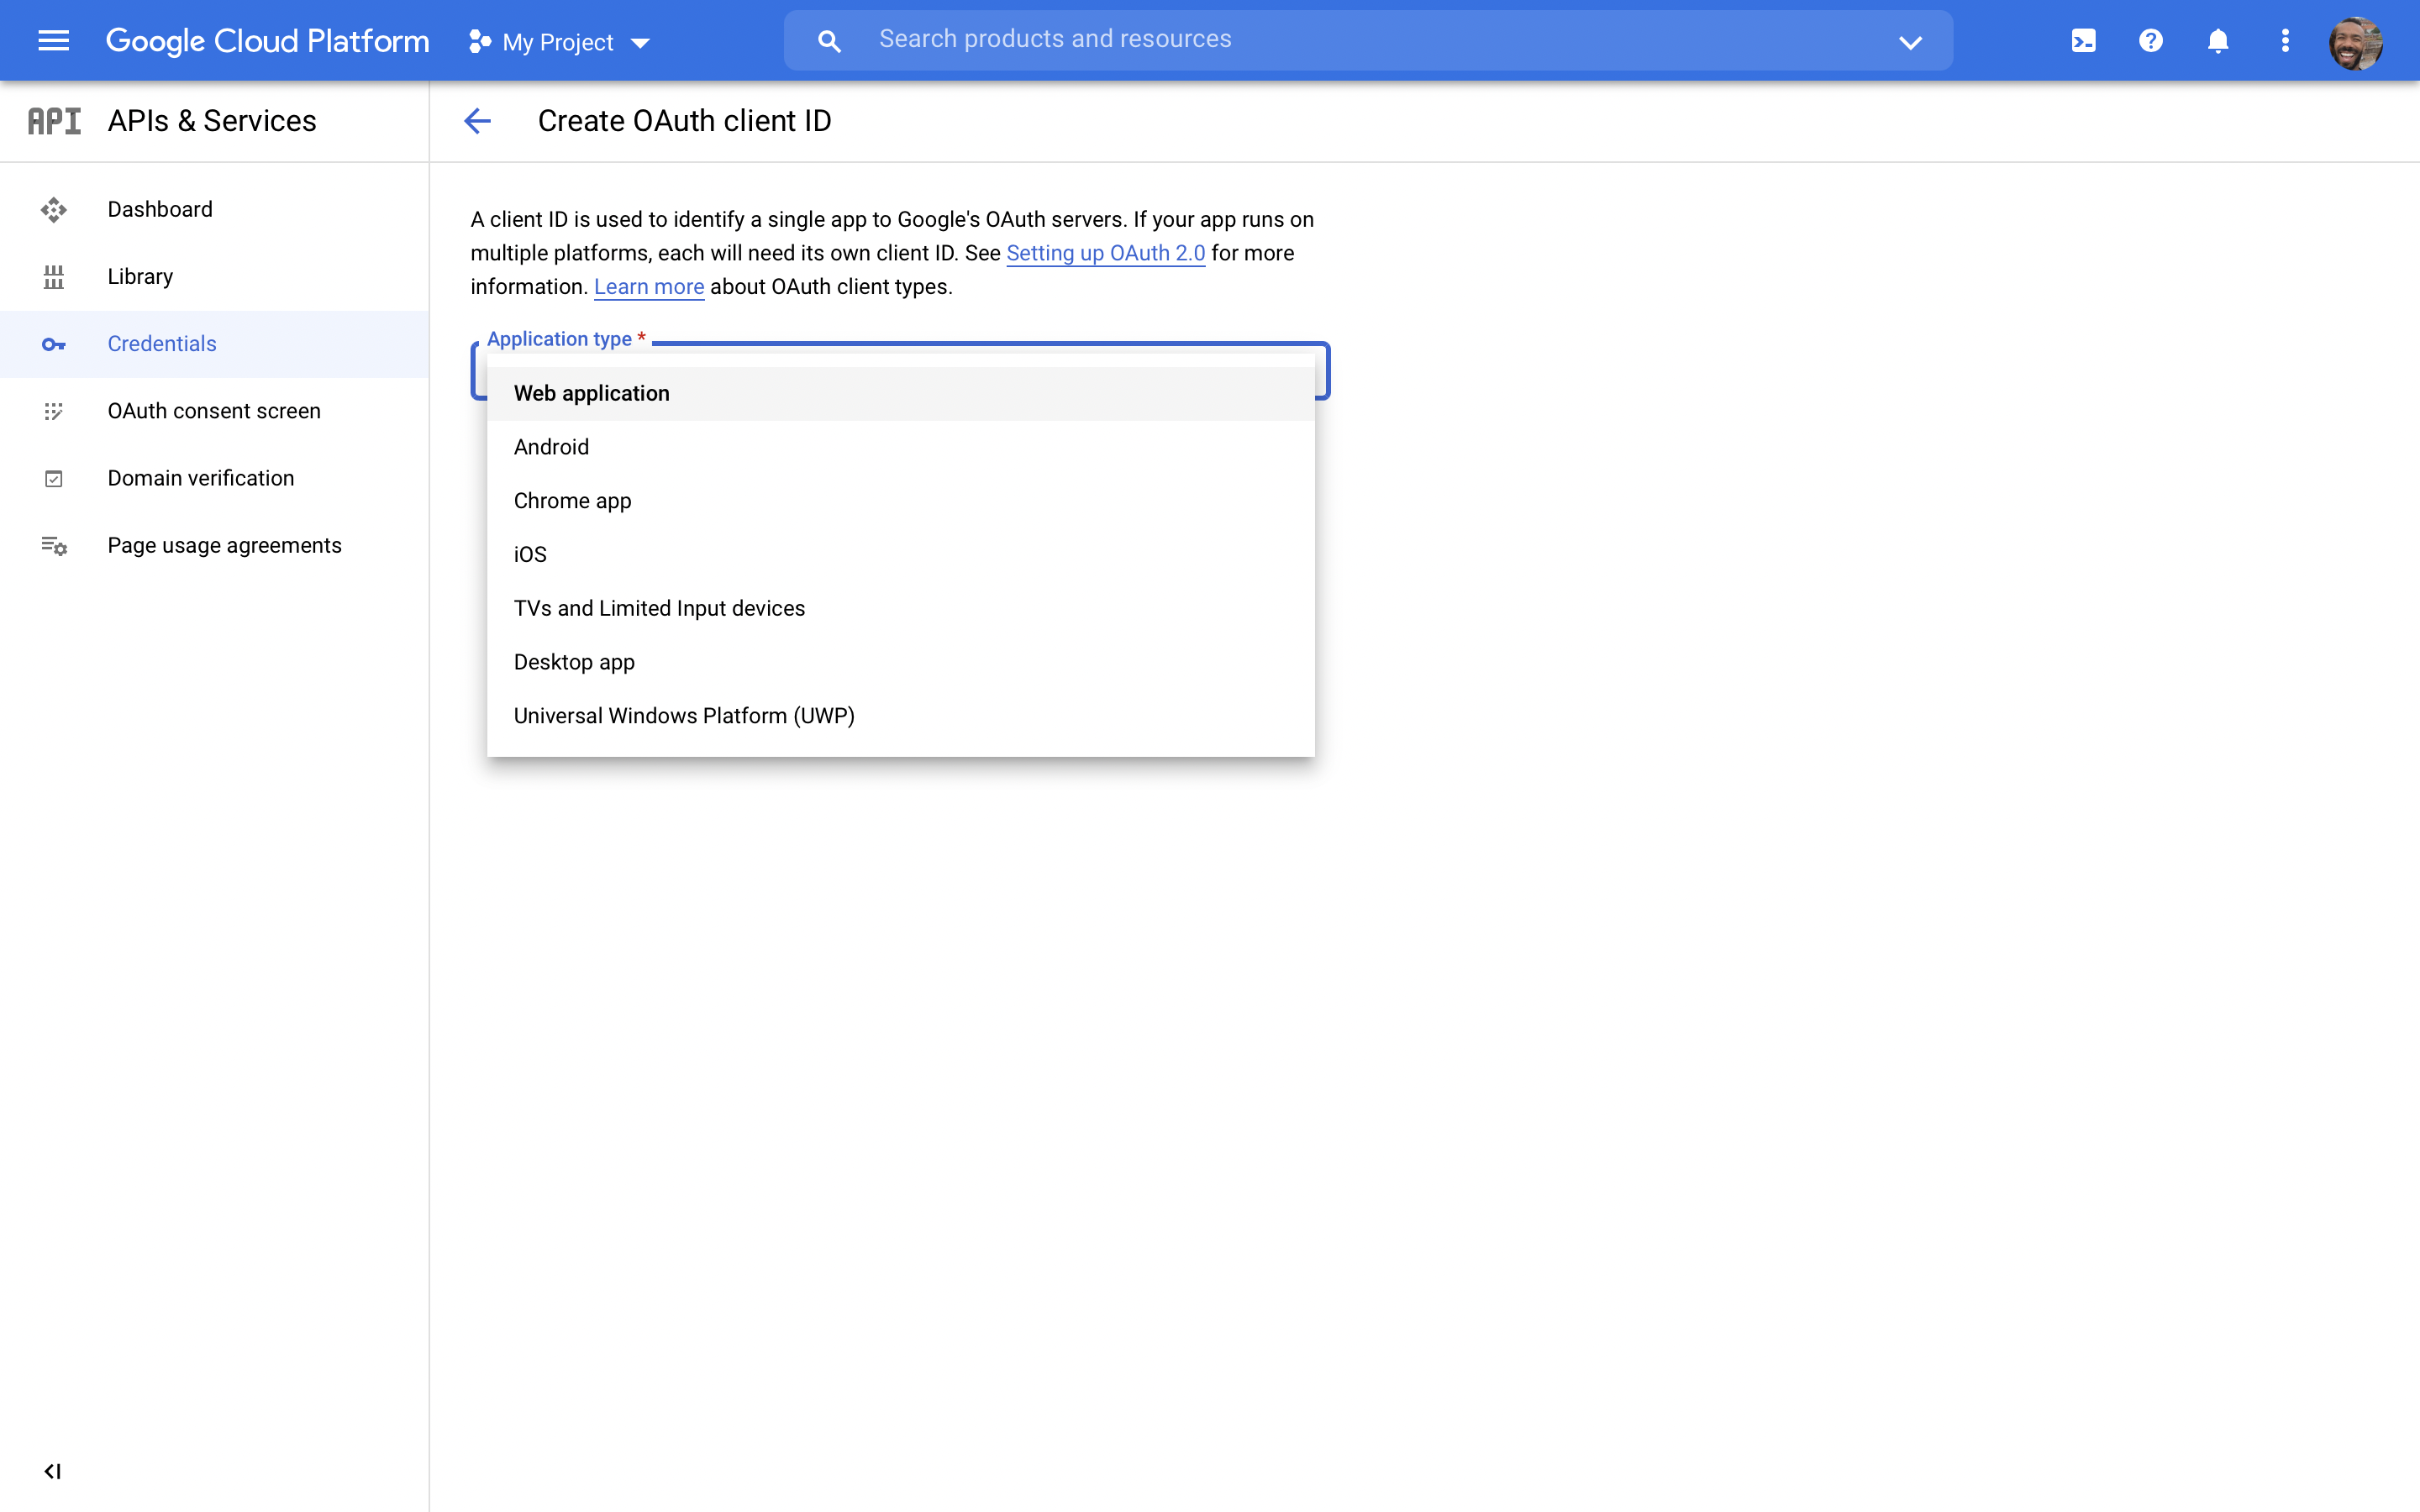 Google Cloud Platform
My Project
Search products and resources
API
APIs & Services
Create OAuth client ID
Dashboard
Library
Credentials
OAuth consent screen
Domain verification
Page usage agreements
A client ID is used to identify a single app to Google's OAuth servers. If your app runs on
multiple platforms, each will need its own client ID. See Setting up OAuth 2.0 for more
information. Learn more about OAuth client types.
Application type *
Web application
Android
Chrome app
iOS
TVs and Limited Input devices
Desktop app
Universal Windows Platform (UWP)